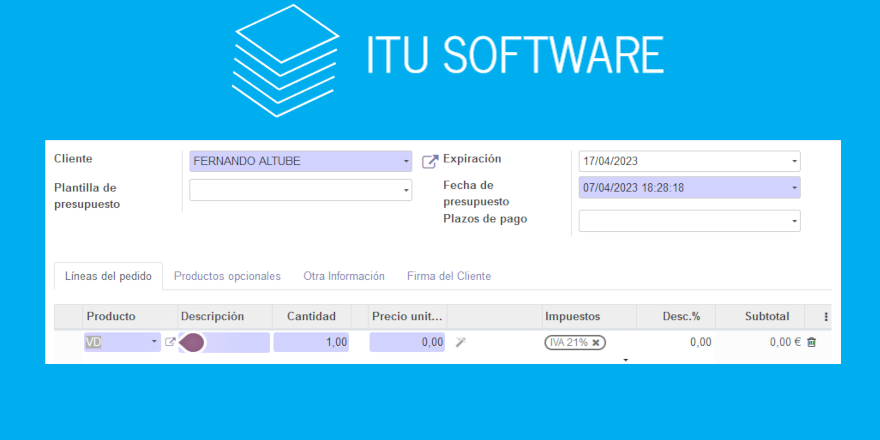 ITU SOFTWARE
Cliente FERNANDO ALTUBE Expiración 17/04/2023
Plantilla de presupuesto
Fecha de presupuesto 07/04/2023 18:28:18
Plazos de pago
Líneas del pedido Productos opcionales Otra Información Firma del Cliente
Producto Descripción Cantidad Precio unit... Impuestos Desc.% Subtotal
VD 1,00 0,00 IVA 21% 0,00 0,00 €